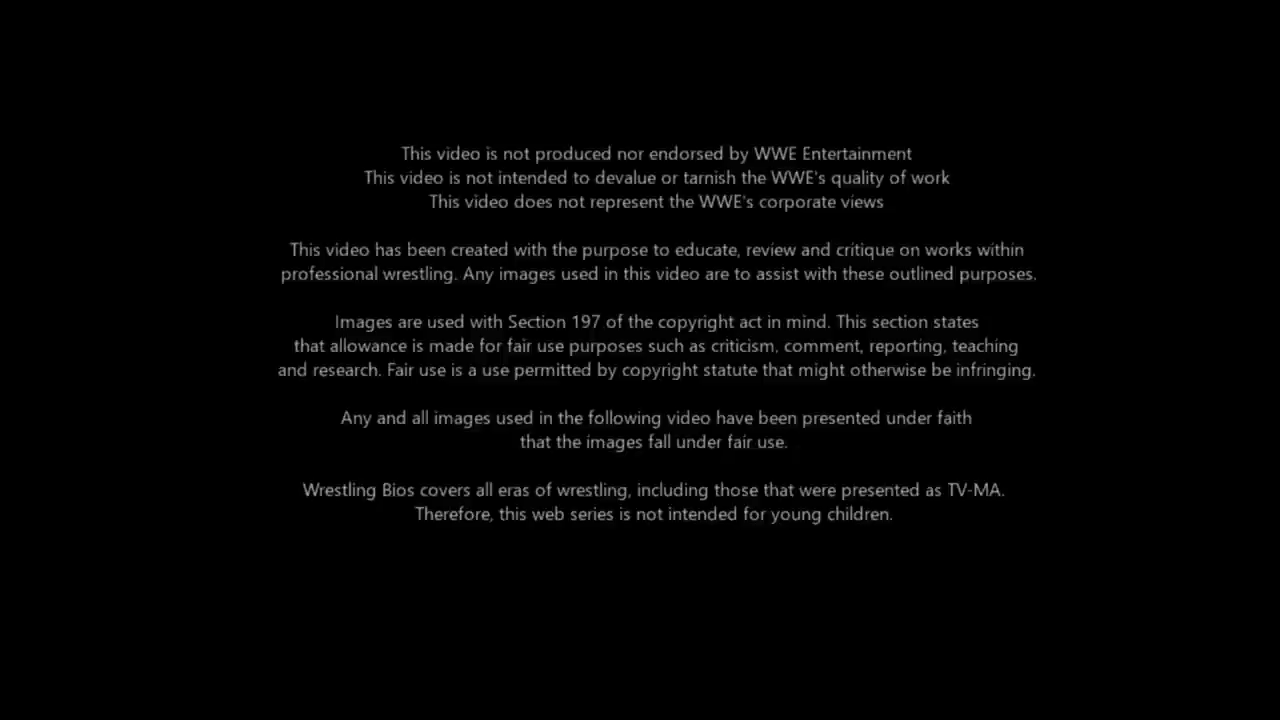 This video is not produced nor endorsed by WWE Entertainment
This video is not intended to devalue or tarnish the WWE's quality of work
This video does not represent the WWE's corporate views
This video has been created with the purpose to educate, review and critique on works within
professional wrestling. Any images used in this video are to assist with these outlined purposes.
Images are used with Section 197 of the copyright act in mind. This section states
that allowance is made for fair use purposes such as criticism, comment, reporting, teaching
and research. Fair use is a use permitted by copyright statute that might otherwise be infringing.
Any and all images used in the following video have been presented under faith
that the images fall under fair use.
Wrestling Bios covers all eras of wrestling, including those that were presented as TV-MA.
Therefore, this web series is not intended for young children.